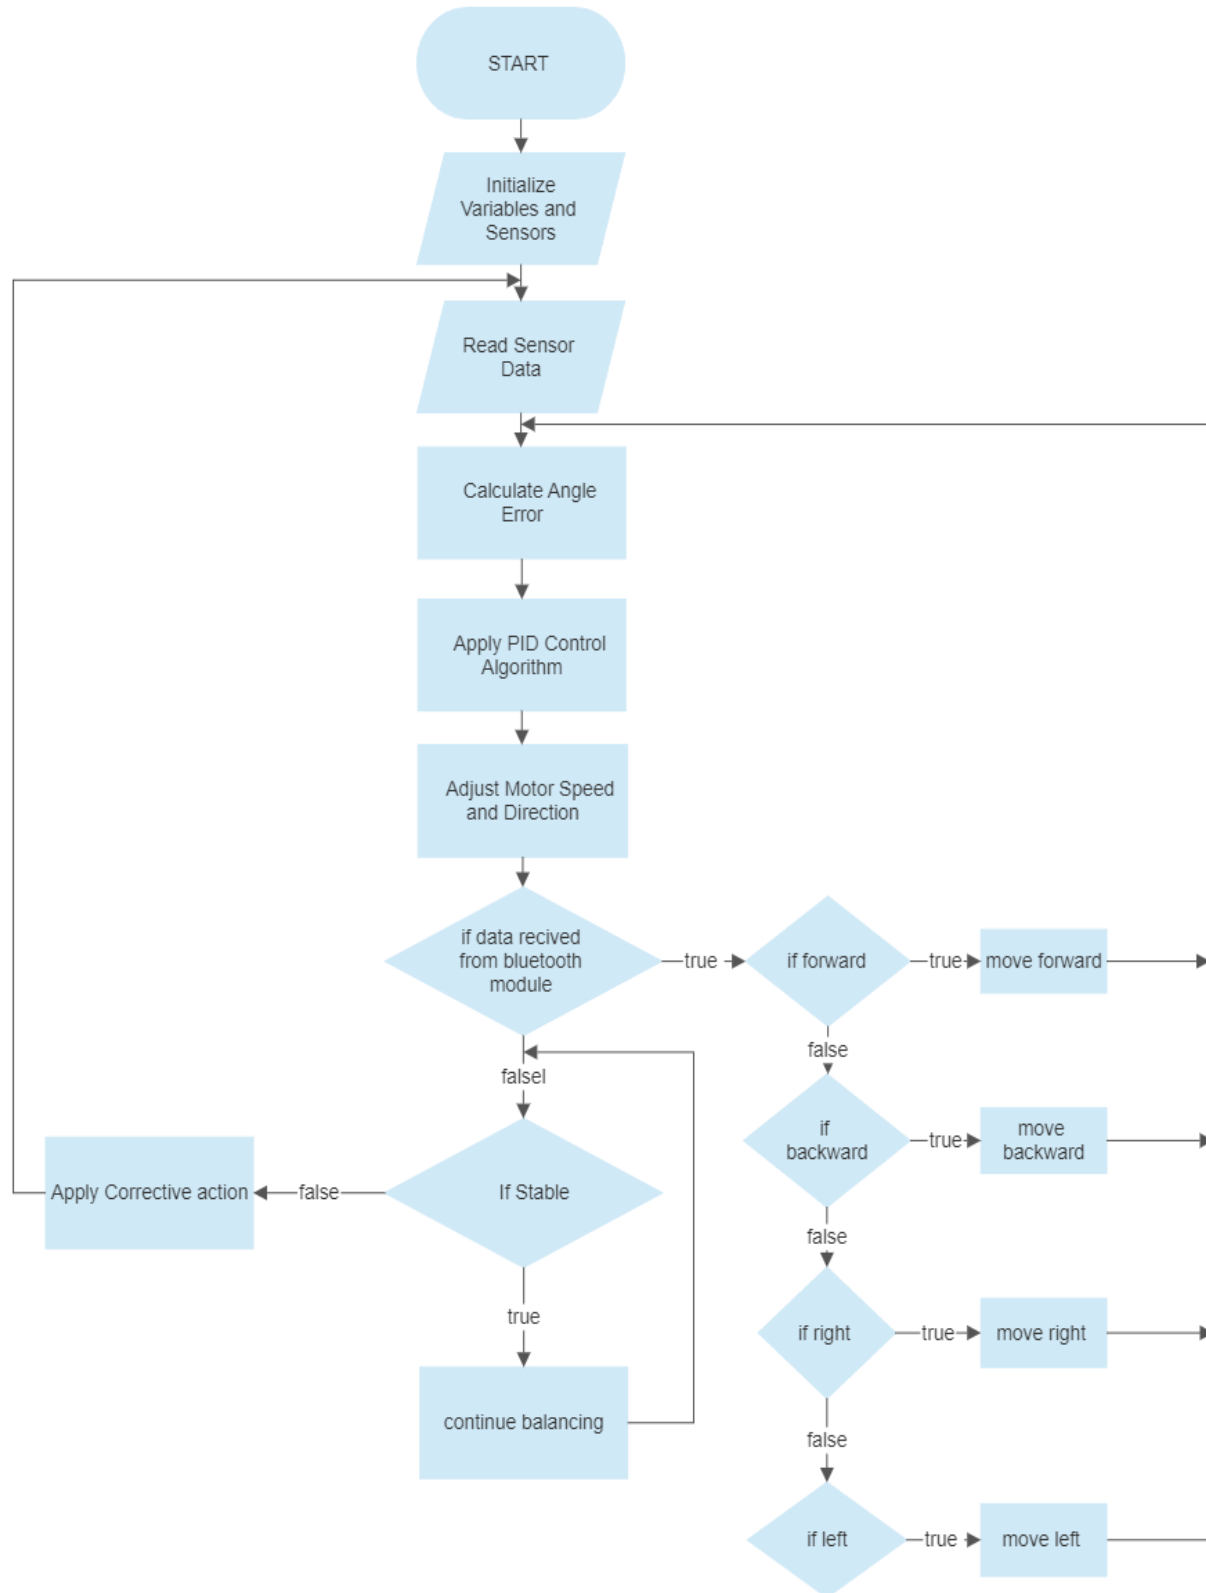 START
Initialize
Variables and
Sensors
Read Sensor
Data
Calculate Angle
Error
Apply PID Control
Algorithm
Adjust Motor Speed
and Direction
if data recived
from bluetooth
module
true
if forward
true
move forward
false
falsel
if
backward
true
move
backward
Apply Corrective action
false
If Stable
false
true
if right
true
move right
continue balancing
false
if left
true
move left